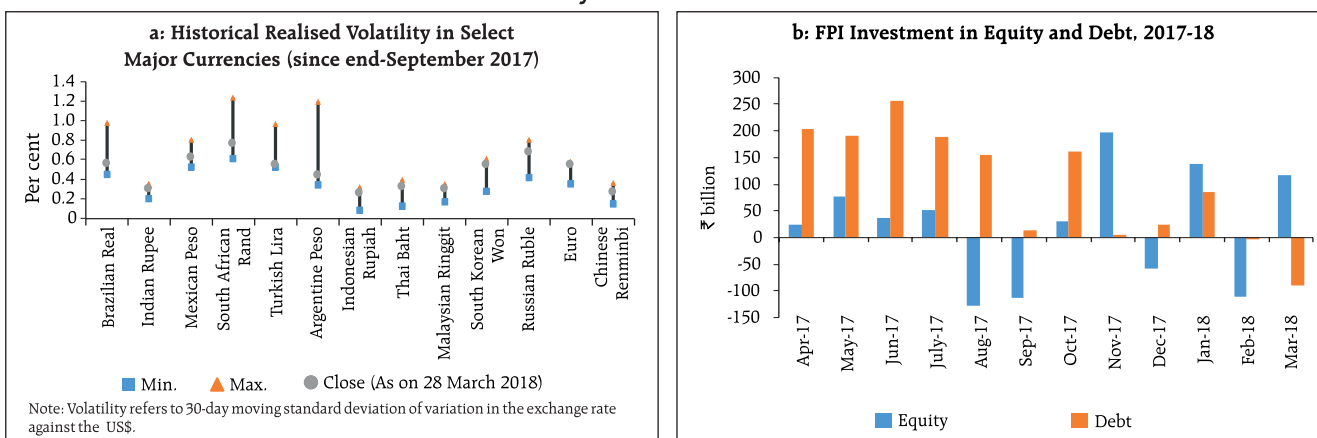 a: Historical Realised Volatility in Select
Major Currencies (since end-September 2017)
Per cent
1.4
1.2
1.0
0.8
0.6
0.4
0.2
0
Brazilian Real
Indian Rupee
Mexican Peso
South African
Rand
Turkish Lira
Argentine Peso
Indonesian
Rupiah
Thai Baht
Malaysian Ringgit
South Korean
Won
Russian Ruble
Euro
Chinese
Renminbi
Min.
Max.
Close (As on 28 March 2018)
Note: Volatility refers to 30-day moving standard deviation of variation in the exchange rate
against the US$.
b: FPI Investment in Equity and Debt, 2017-18
₹ billion
300
250
200
150
100
50
0
-50
-100
-150
Apr-17
May-17
Jun-17
July-17
Aug-17
Sep-17
Oct-17
Nov-17
Dec-17
Jan-18
Feb-18
Mar-18
Equity
Debt